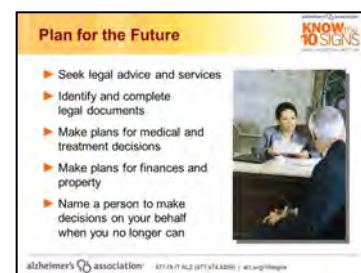 Plan for the Future
alzheimer's association
KNOW the
10 SIGNS
Seek legal advice and services
Identify and complete
legal documents
Make plans for medical and
treatment decisions
Make plans for finances and
property
Name a person to make
decisions on your behalf
when you no longer can
alzheimer's association